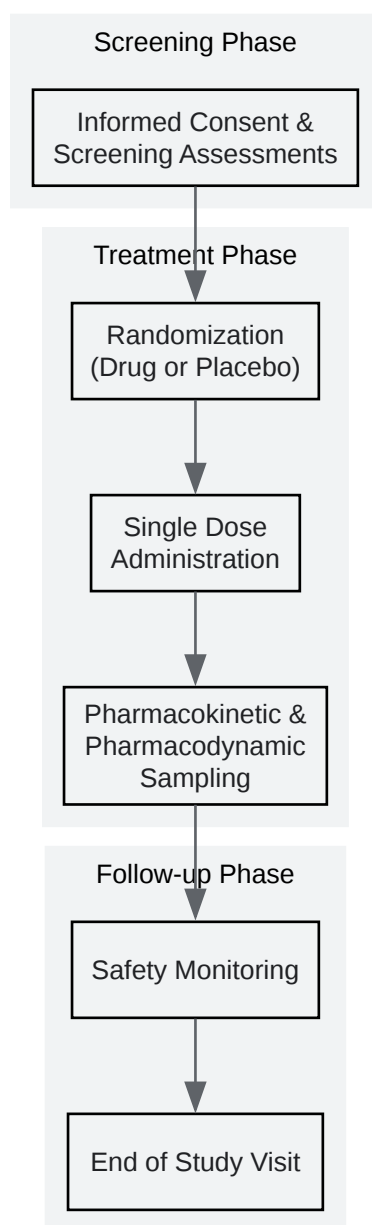 Screening Phase
Informed Consent &
Screening Assessments
Treatment Phase
Randomization
(Drug or Placebo)
Single Dose
Administration
Pharmacokinetic &
Pharmacodynamic
Sampling
Follow-up Phase
Safety Monitoring
End of Study Visit